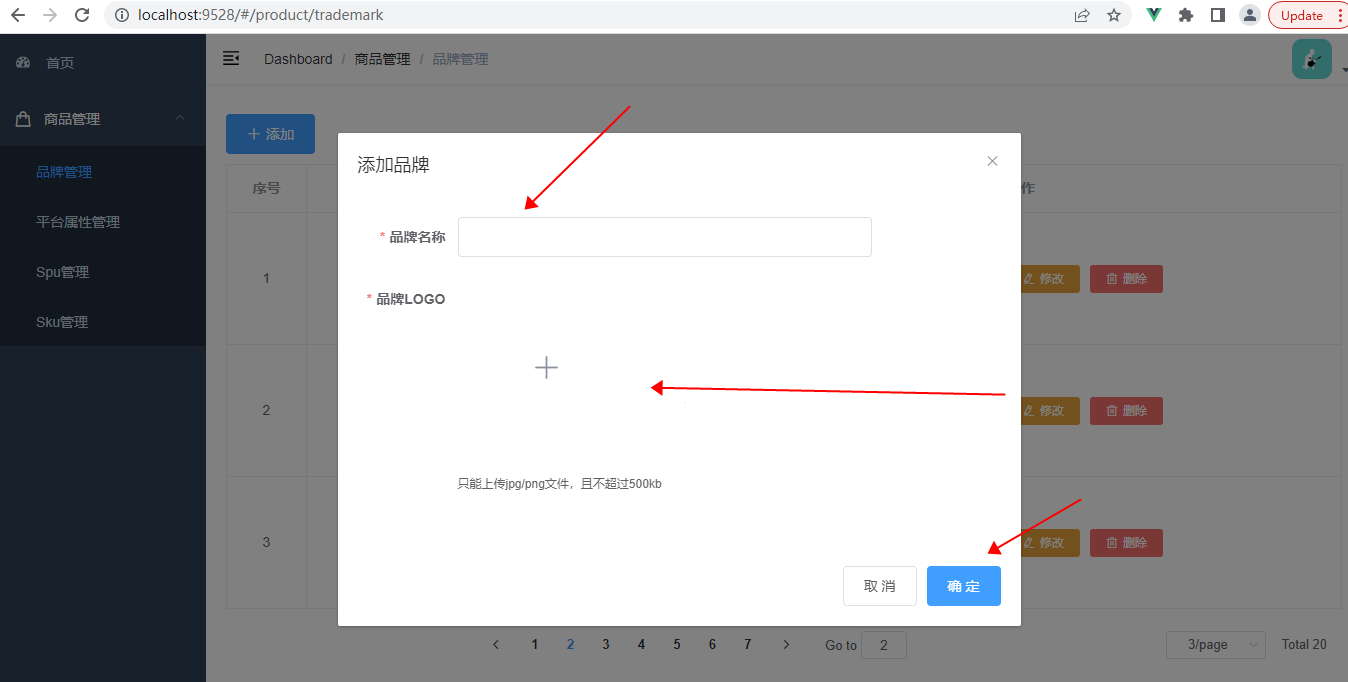 localhost:9528/#/product/trademark
Update
首页
Dashboard / 商品管理 / 品牌管理
商品管理
添加
品牌管理
添加品牌
序号
作
平台属性管理
* 品牌名称
Spu管理
1
修改
删除
* 品牌LOGO
Sku管理
2
修改
删除
只能上传jpg/png文件，且不超过500kb
3
修改
删除
取 消
确 定
1 2 3 4 5 6 7
Go to 2
3/page
Total 20